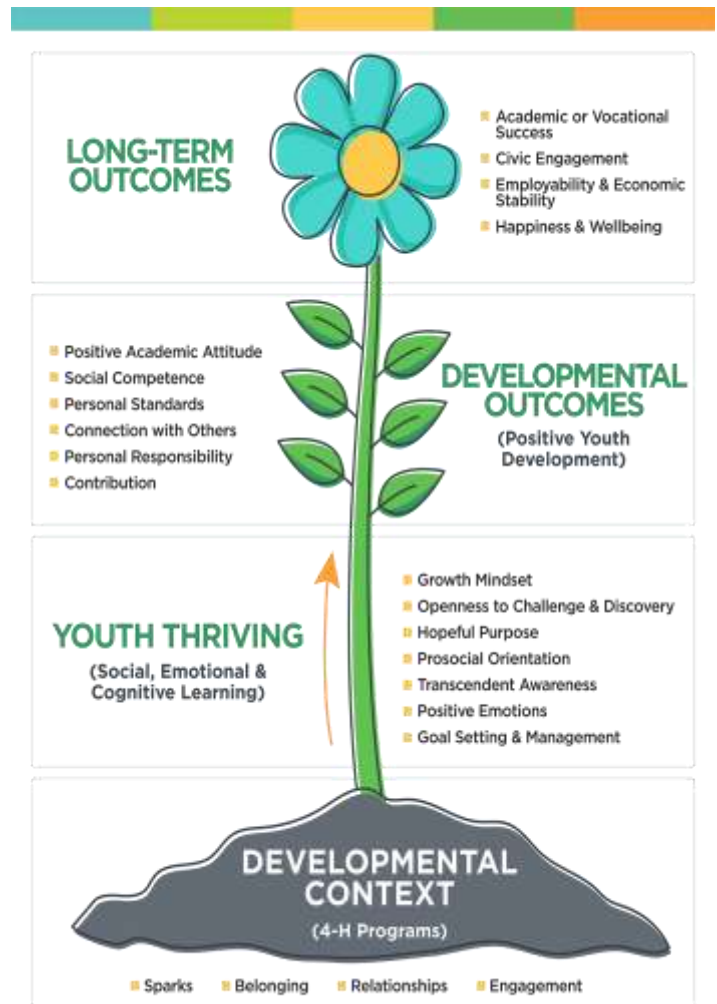 LONG-TERM
OUTCOMES
Academic or Vocational
Success
Civic Engagement
Employability & Economic
Stability
Happiness & Wellbeing
Positive Academic Attitude
Social Competence
Personal Standards
Connection with Others
Personal Responsibility
Contribution
DEVELOPMENTAL
OUTCOMES
(Positive Youth
Development)
YOUTH THRIVING
(Social, Emotional &
Cognitive Learning)
Growth Mindset
Openness to Challenge & Discovery
Hopeful Purpose
Prosocial Orientation
Transcendent Awareness
Positive Emotions
Goal Setting & Management
DEVELOPMENTAL
CONTEXT
(4-H Programs)
Sparks Belonging Relationships Engagement